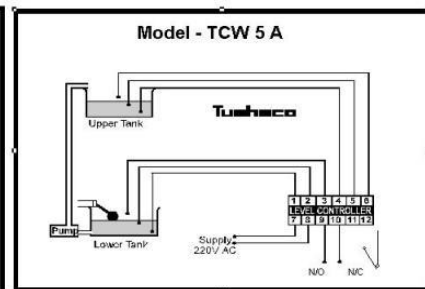 Model - TCW 5 A
Upper Tank
1 2 3 4 5 6
LEVEL CONTROLLER
7 8 9 10 11 12
Pump
Lower Tank
Supply
220V AC
N/O
N/C